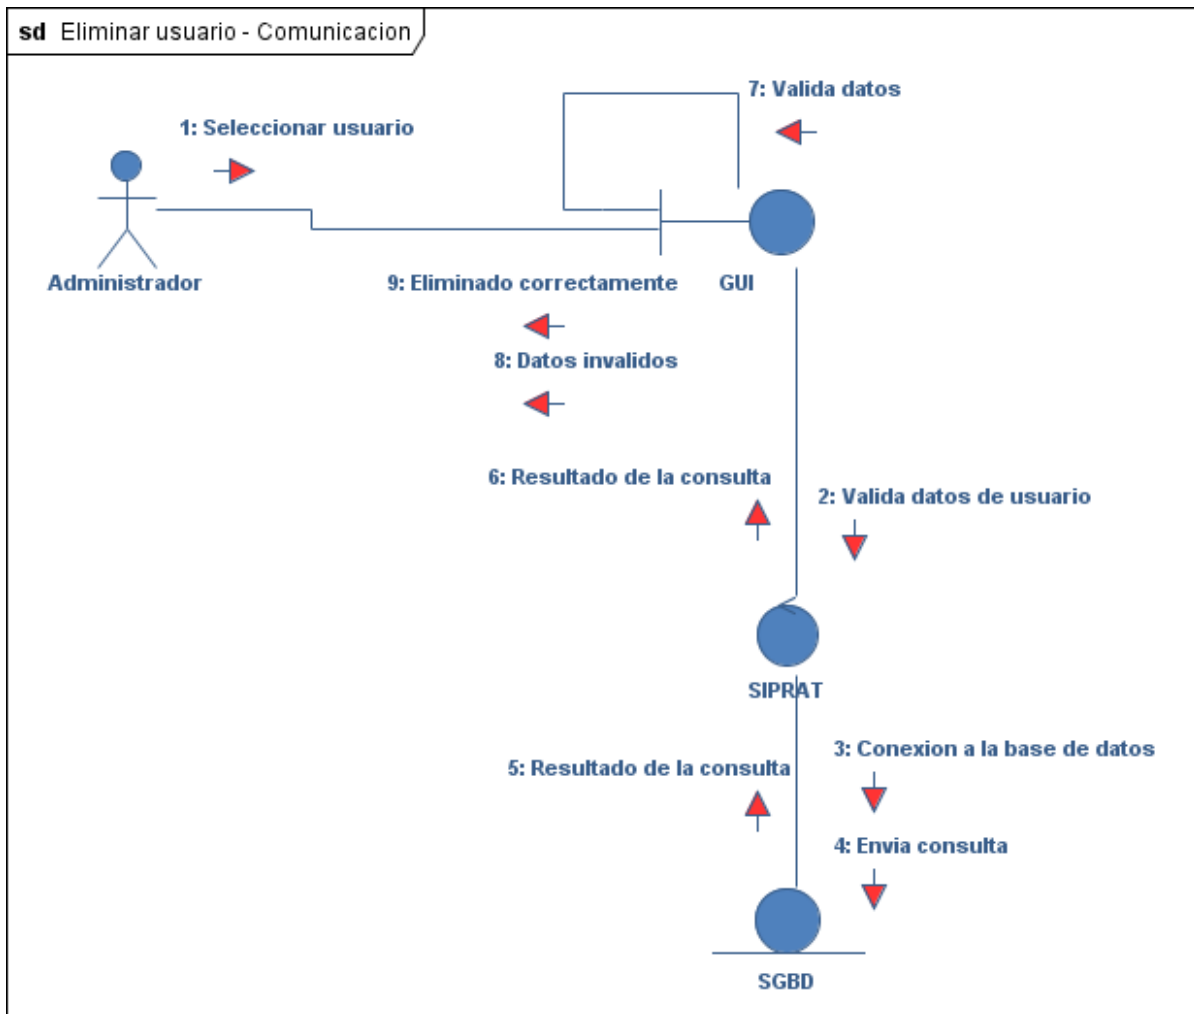 sd Eliminar usuario - Comunicacion
7: Valida datos
1: Seleccionar usuario
Administrador
9: Eliminado correctamente
GUI
8: Datos invalidos
6: Resultado de la consulta
2: Valida datos de usuario
SIPRAT
3: Conexion a la base de datos
5: Resultado de la consulta
4: Envia consulta
SGBD